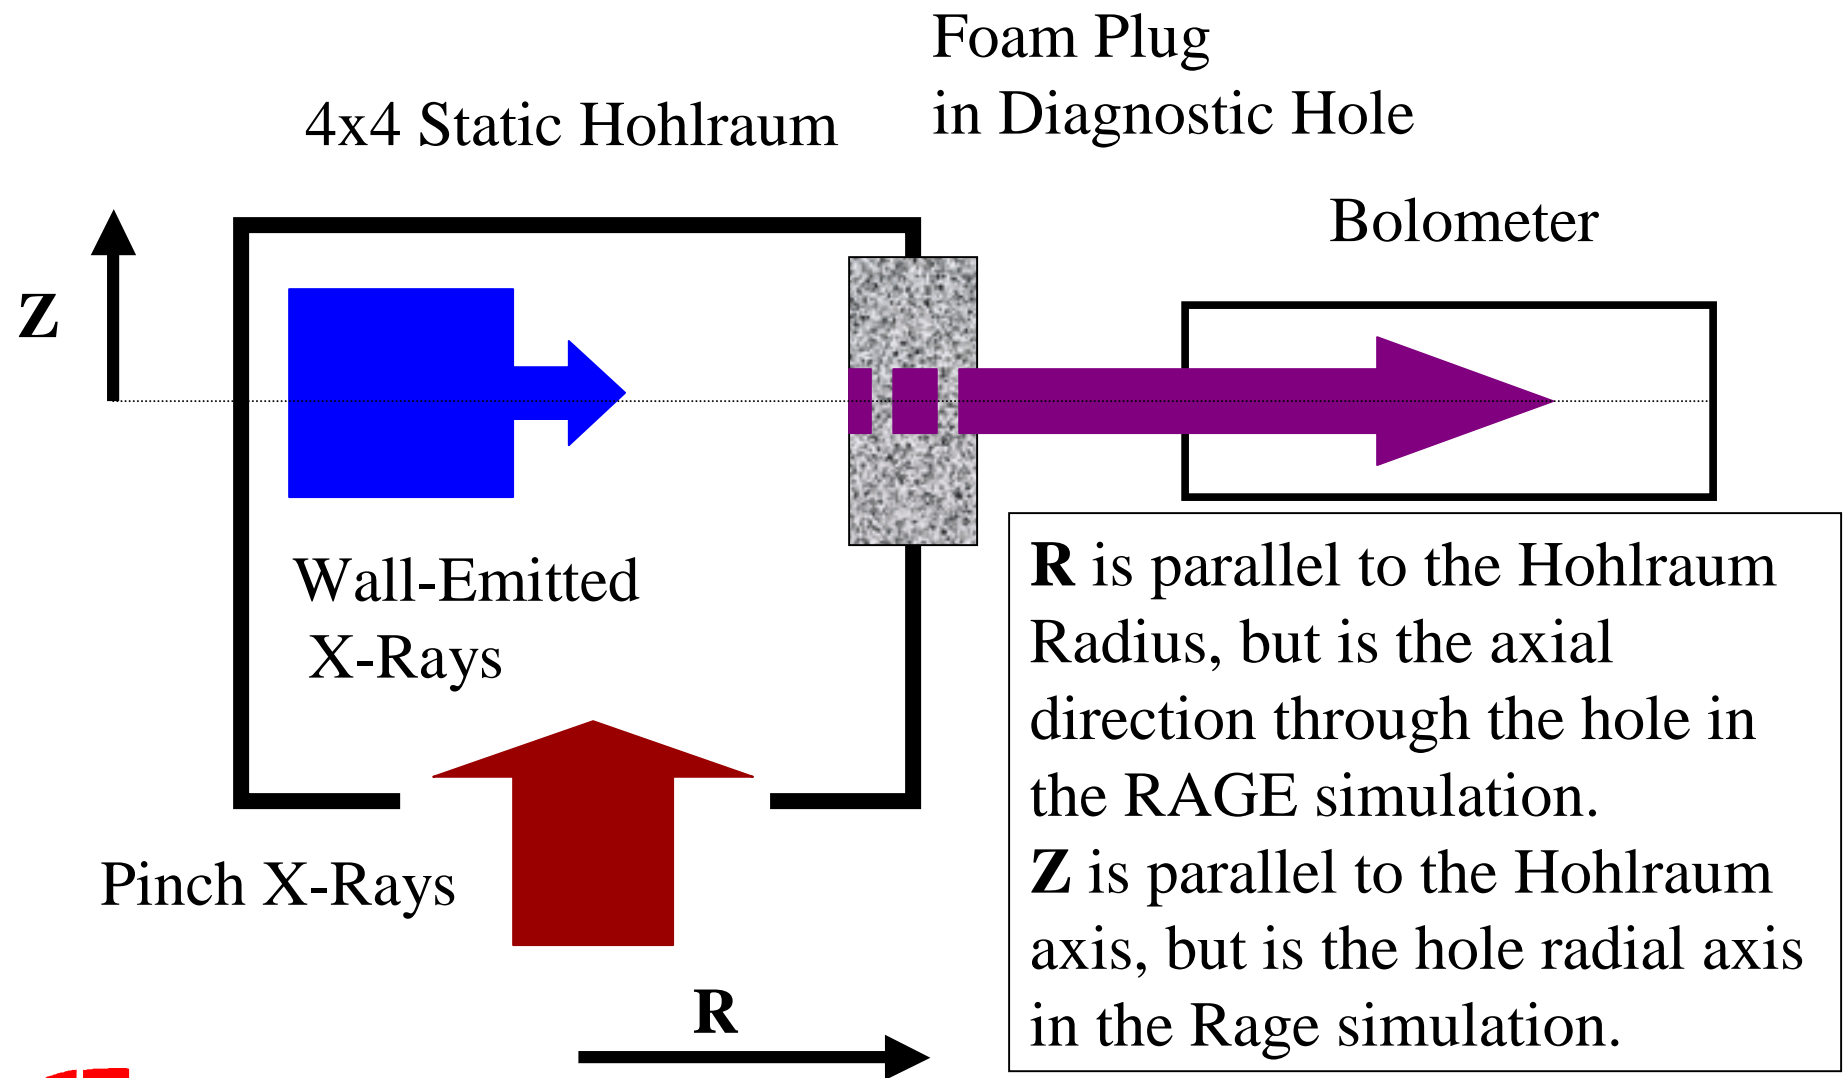 Foam Plug
in Diagnostic Hole
4x4 Static Hohlraum
Bolometer
Z
Wall-Emitted
X-Rays
Pinch X-Rays
R
R is parallel to the Hohlraum
Radius, but is the axial
direction through the hole in
the RAGE simulation.
Z is parallel to the Hohlraum
axis, but is the hole radial axis
in the Rage simulation.